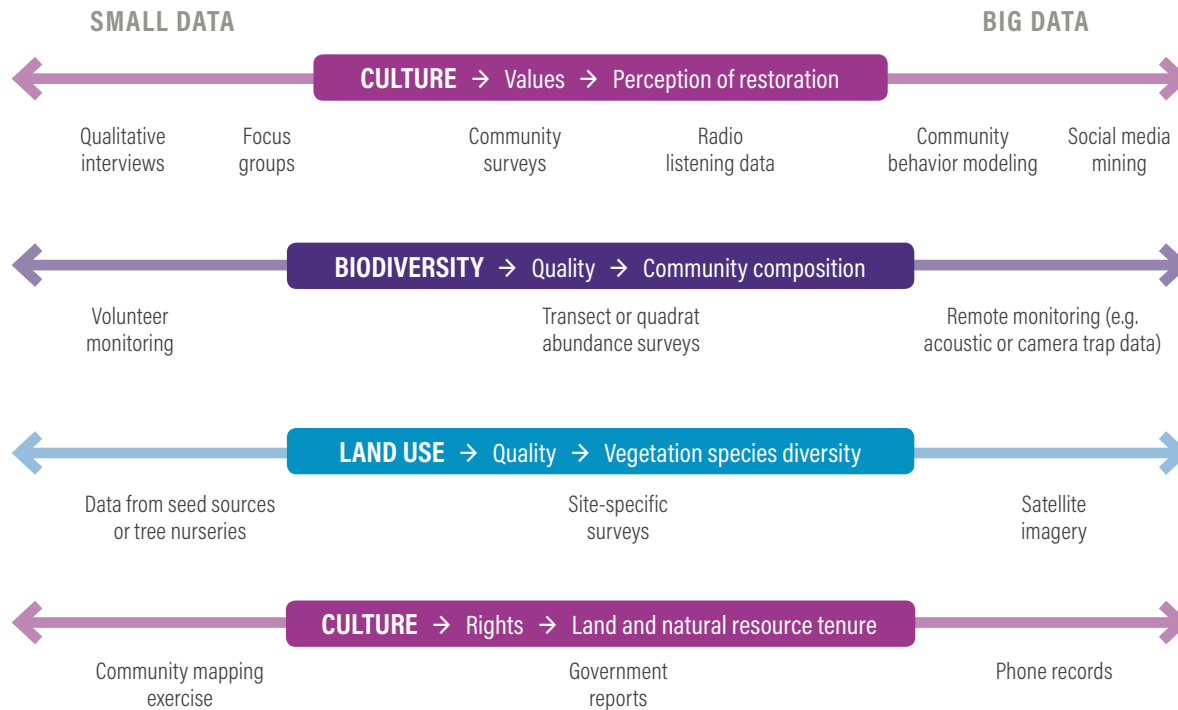 SMALL DATA
BIG DATA
CULTURE → Values → Perception of restoration
Qualitative
interviews
Focus
groups
Community
surveys
Radio
listening data
Community
behavior modeling
Social media
mining
BIODIVERSITY → Quality → Community composition
Volunteer
monitoring
Transect or quadrat
abundance surveys
Remote monitoring (e.g.
acoustic or camera trap data)
LAND USE → Quality → Vegetation species diversity
Data from seed sources
or tree nurseries
Site-specific
surveys
Satellite
imagery
CULTURE → Rights → Land and natural resource tenure
Community mapping
exercise
Government
reports
Phone records